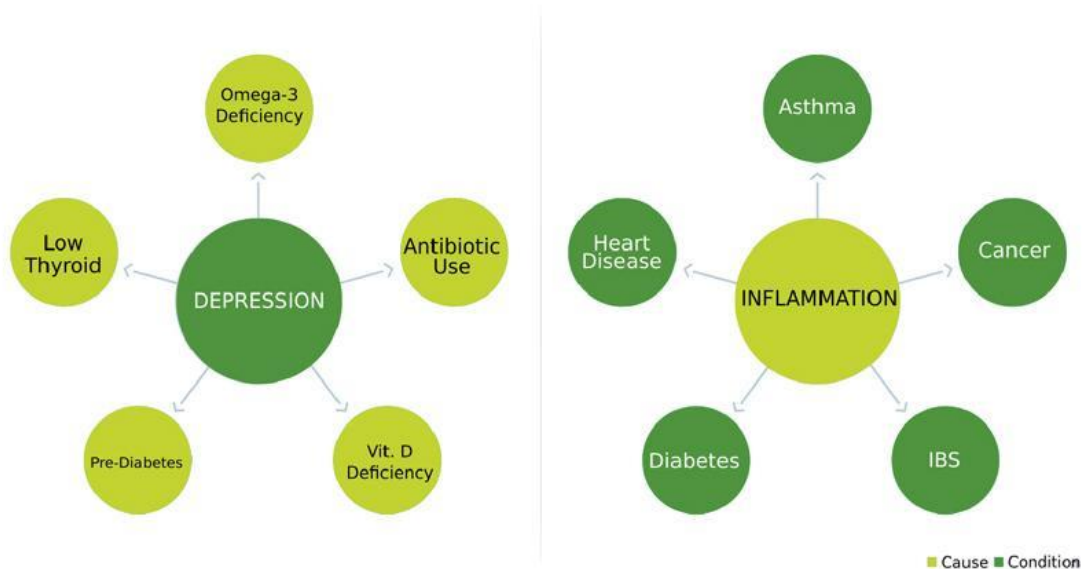 Omega-3
Deficiency
Low
Thyroid
Antibiotic
Use
DEPRESSION
Pre-Diabetes
Vit. D
Deficiency
Asthma
Heart
Disease
Cancer
INFLAMMATION
Diabetes
IBS
Cause Condition